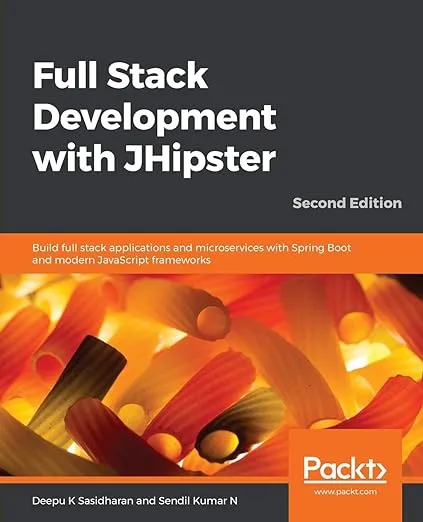 Full Stack
Development
with JHipster
Second Edition
Build full stack applications and microservices with Spring Boot
and modern JavaScript frameworks
Packt>
www.packt.com
Deepu K Sasidharan and Sendil Kumar N